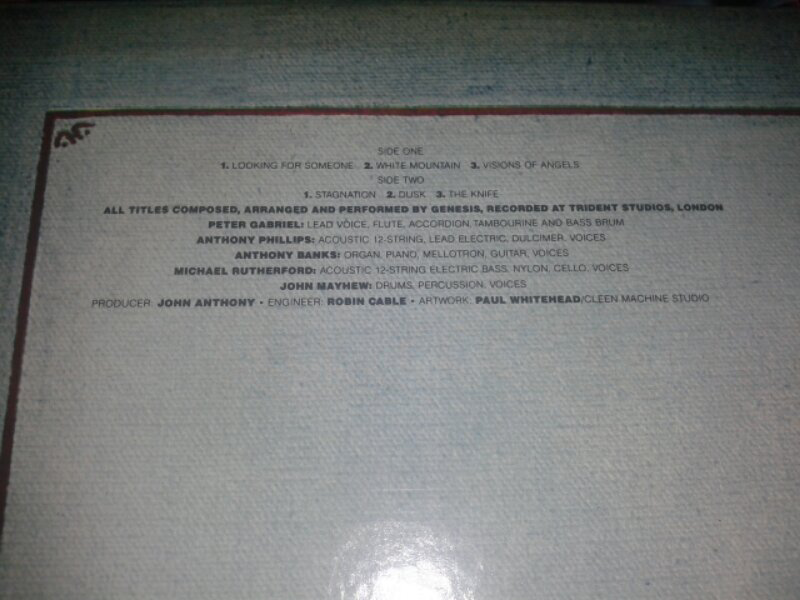 SIDE ONE
1. LOOKING FOR SOMEONE 2. WHITE MOUNTAIN 3. VISIONS OF ANGELS
SIDE TWO
1. STAGNATION 2. DUSK 3. THE KNIFE
ALL TITLES COMPOSED, ARRANGED AND PERFORMED BY GENESIS, RECORDED AT TRIDENT STUDIOS, LONDON
PETER GABRIEL: LEAD VOICE, FLUTE, ACCORDION, TAMBOURINE AND BASS BRUM
ANTHONY PHILLIPS: ACOUSTIC 12-STRING, LEAD ELECTRIC, DULCIMER, VOICES
ANTHONY BANKS: ORGAN, PIANO, MELLOTRON, GUITAR, VOICES
MICHAEL RUTHERFORD: ACOUSTIC 12-STRING ELECTRIC BASS, NYLON, CELLO, VOICES
JOHN MAYHEW: DRUMS, PERCUSSION, VOICES
PRODUCER: JOHN ANTHONY • ENGINEER: ROBIN CABLE • ARTWORK: PAUL WHITEHEAD/CLEEN MACHINE STUDIO